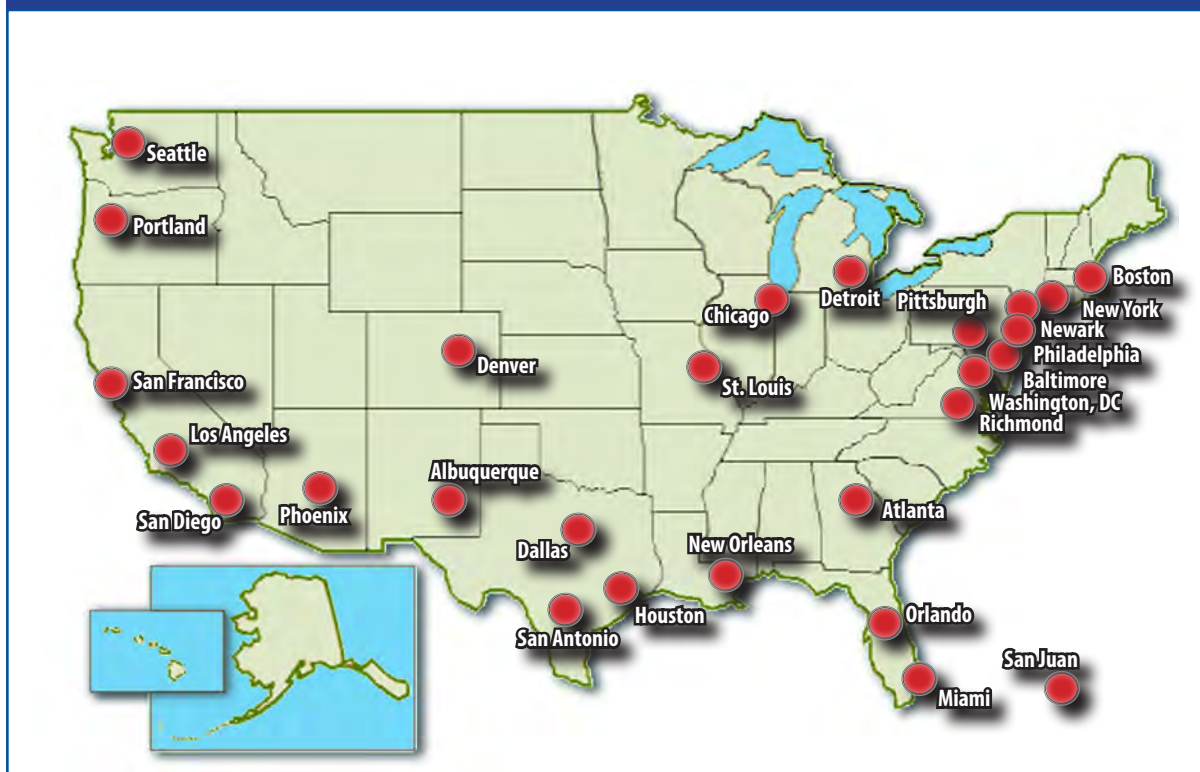 Seattle
Portland
Boston
Detroit
Pittsburgh
New York
Chicago
Newark
Philadelphia
Denver
San Francisco
St. Louis
Baltimore
Washington, DC
Richmond
Los Angeles
Albuquerque
San Diego
Phoenix
Atlanta
Dallas
New Orleans
Houston
Orlando
San Antonio
San Juan
Miami